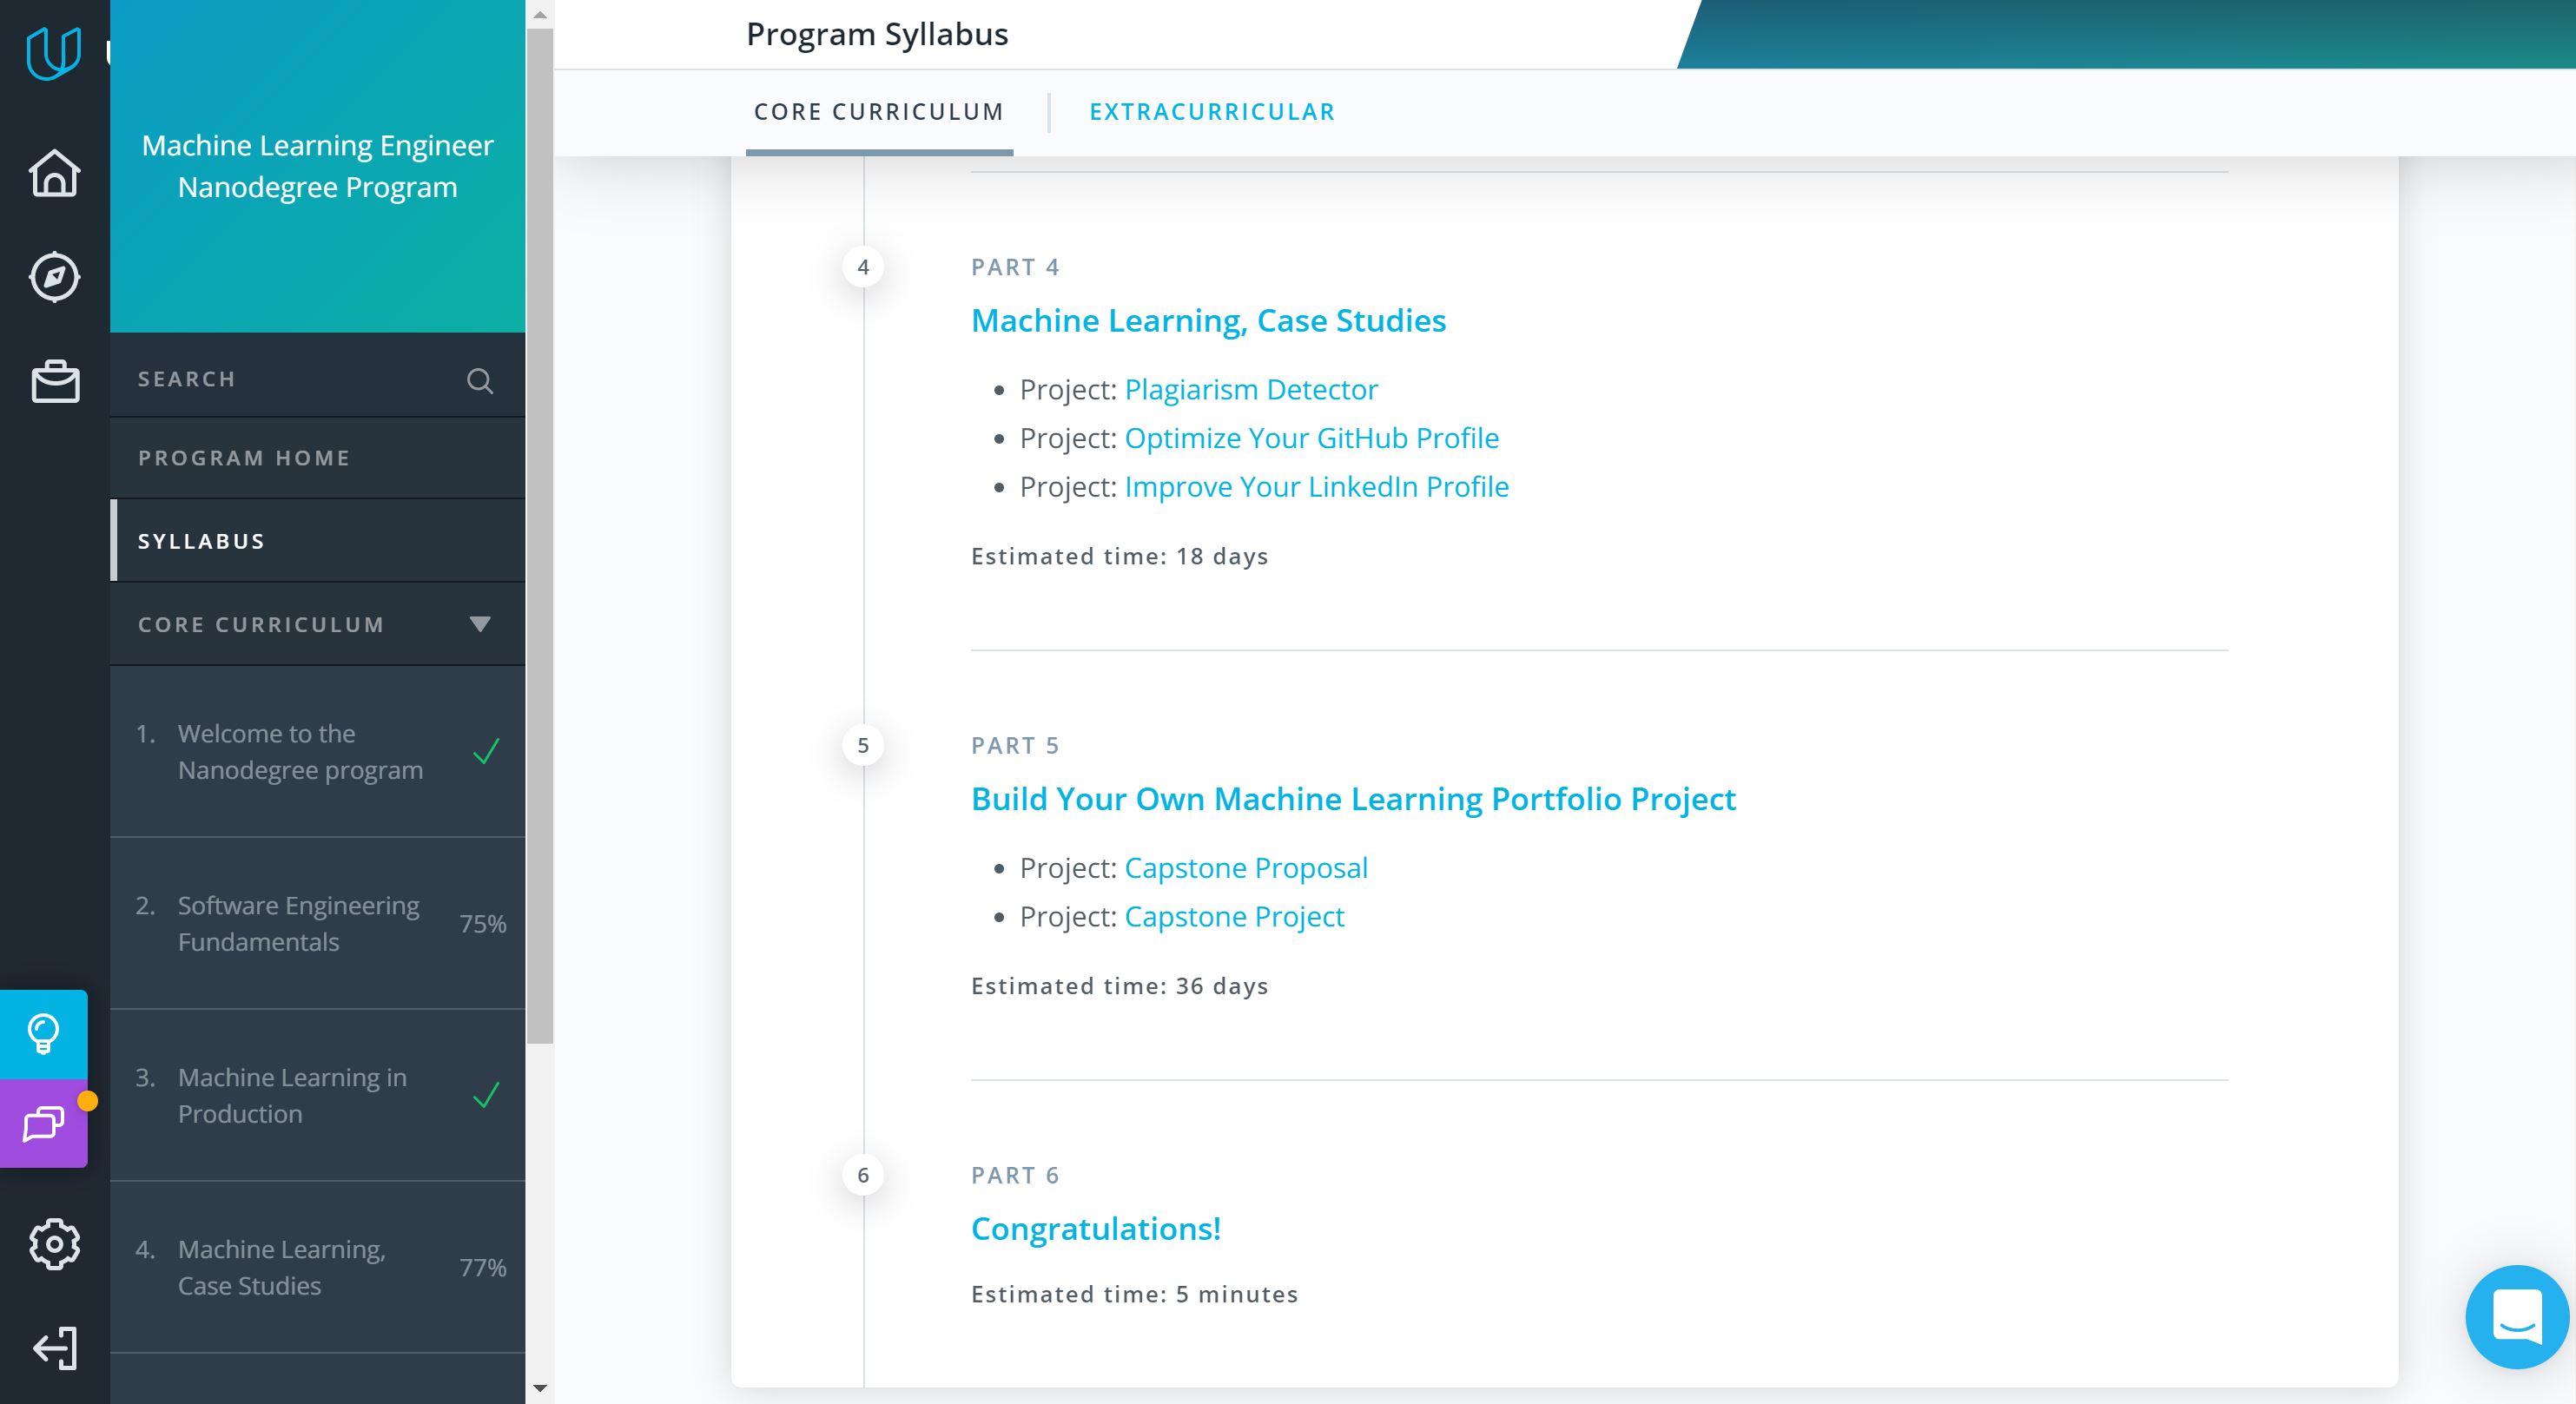 Machine Learning Engineer
Nanodegree Program
SEARCH
PROGRAM HOME
SYLLABUS
CORE CURRICULUM
1. Welcome to the
Nanodegree program
2. Software Engineering
Fundamentals
75%
3. Machine Learning in
Production
4. Machine Learning,
Case Studies
77%
Program Syllabus
CORE CURRICULUM
EXTRACURRICULAR
4
PART 4
Machine Learning, Case Studies
Project: Plagiarism Detector
Project: Optimize Your GitHub Profile
Project: Improve Your LinkedIn Profile
Estimated time: 18 days
5
PART 5
Build Your Own Machine Learning Portfolio Project
Project: Capstone Proposal
Project: Capstone Project
Estimated time: 36 days
6
PART 6
Congratulations!
Estimated time: 5 minutes